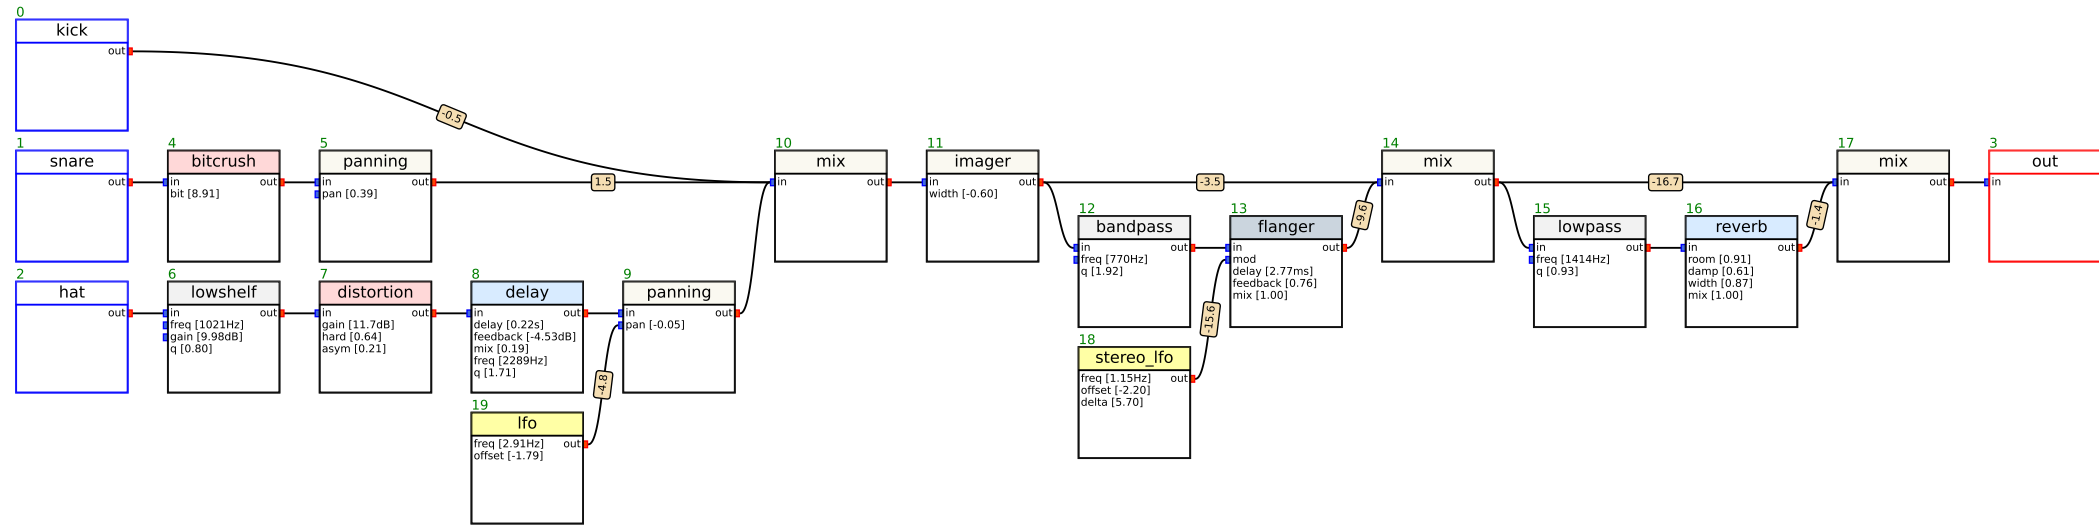 0
kick
out
-0.5
1
snare
out
4
bitcrush
in
out
bit [8.91]
5
panning
in
out
pan [0.39]
1.5
10
mix
in
out
11
imager
in
out
width [-0.60]
-3.5
14
mix
in
out
-16.7
17
mix
in
out
3
out
in
12
bandpass
in
out
freq [770Hz]
q [1.92]
13
flanger
in
out
mod
delay [2.77ms]
feedback [0.76]
mix [1.00]
-9.6
15
lowpass
in
out
freq [1414Hz]
q [0.93]
16
reverb
in
out
room [0.91]
damp [0.61]
width [0.87]
mix [1.00]
-1.4
2
hat
out
6
lowshelf
in
out
freq [1021Hz]
gain [9.98dB]
q [0.80]
7
distortion
in
out
gain [11.7dB]
hard [0.64]
asym [0.21]
8
delay
in
out
delay [0.22s]
feedback [-4.53dB]
mix [0.19]
freq [2289Hz]
q [1.71]
9
panning
in
out
pan [-0.05]
-4.8
-15.6
18
stereo_lfo
freq [1.15Hz]
out
offset [-2.20]
delta [5.70]
19
lfo
freq [2.91Hz]
out
offset [-1.79]